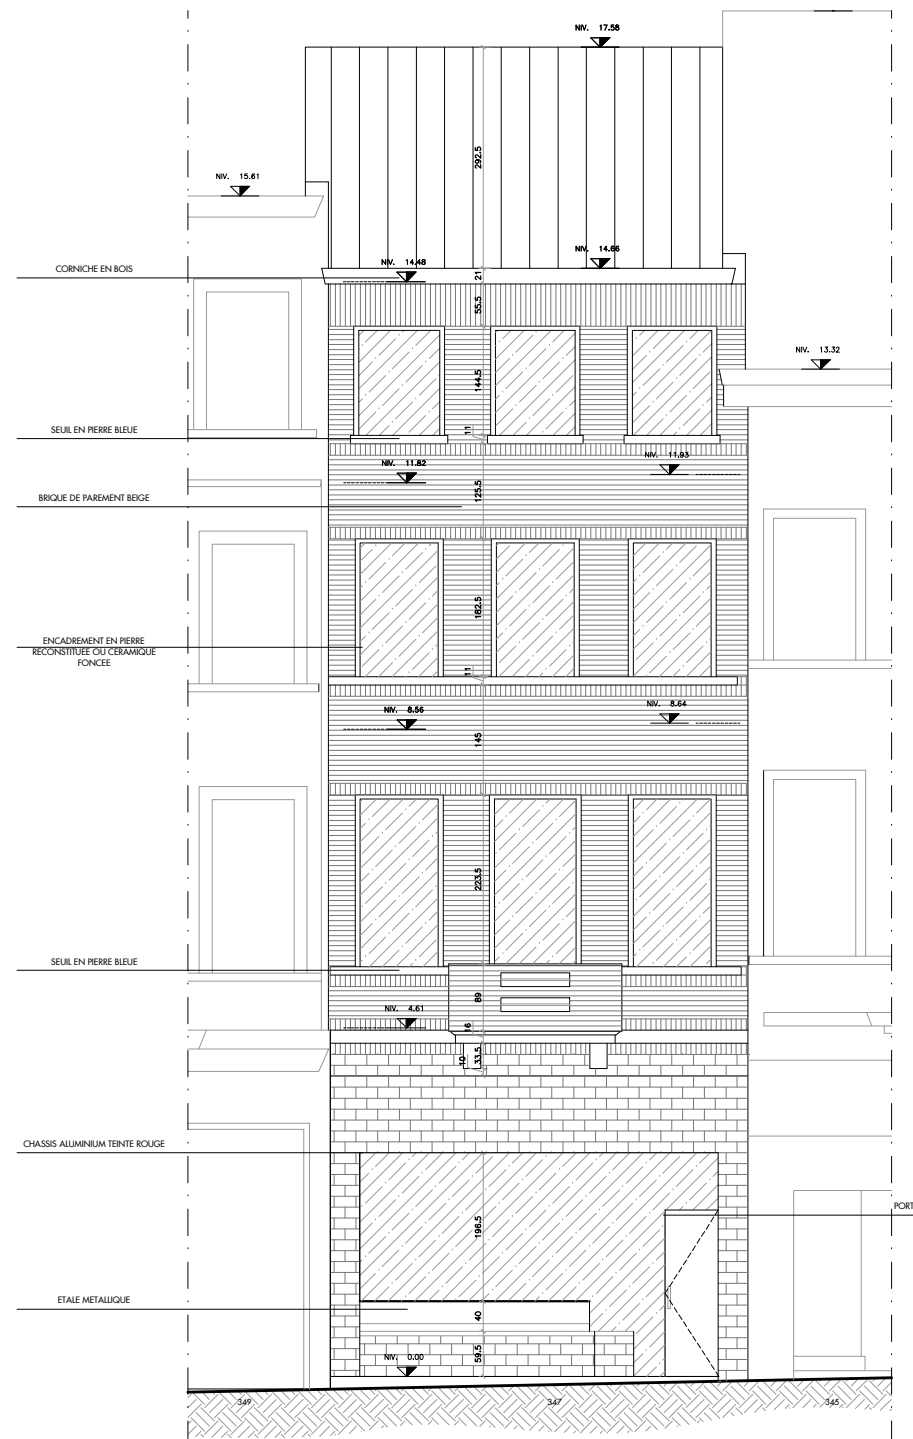 NIV. 17.58
292.5
NIV. 15.61
NIV. 14.66
NIV. 14.48
CORNICHE EN BOIS
21
55.5
NIV. 13.32
144.5
SEUIL EN PIERRE BLEUE
11
NIV. 11.93
NIV. 11.82
125.5
BRIQUE DE PAREMENT BEIGE
182.5
ENCADREMENT EN PIERRE
RECONSTITUEE OU CERAMIQUE
FONCEE
11
NIV. 8.64
NIV. 8.56
145
223.5
SEUIL EN PIERRE BLEUE
89
NIV. 4.61
16
33.5
10
CHASSIS ALUMINIUM TEINTE ROUGE
PORT
196.5
ETALE METALLIQUE
40
59.5
NIV. 0.00
349
347
345